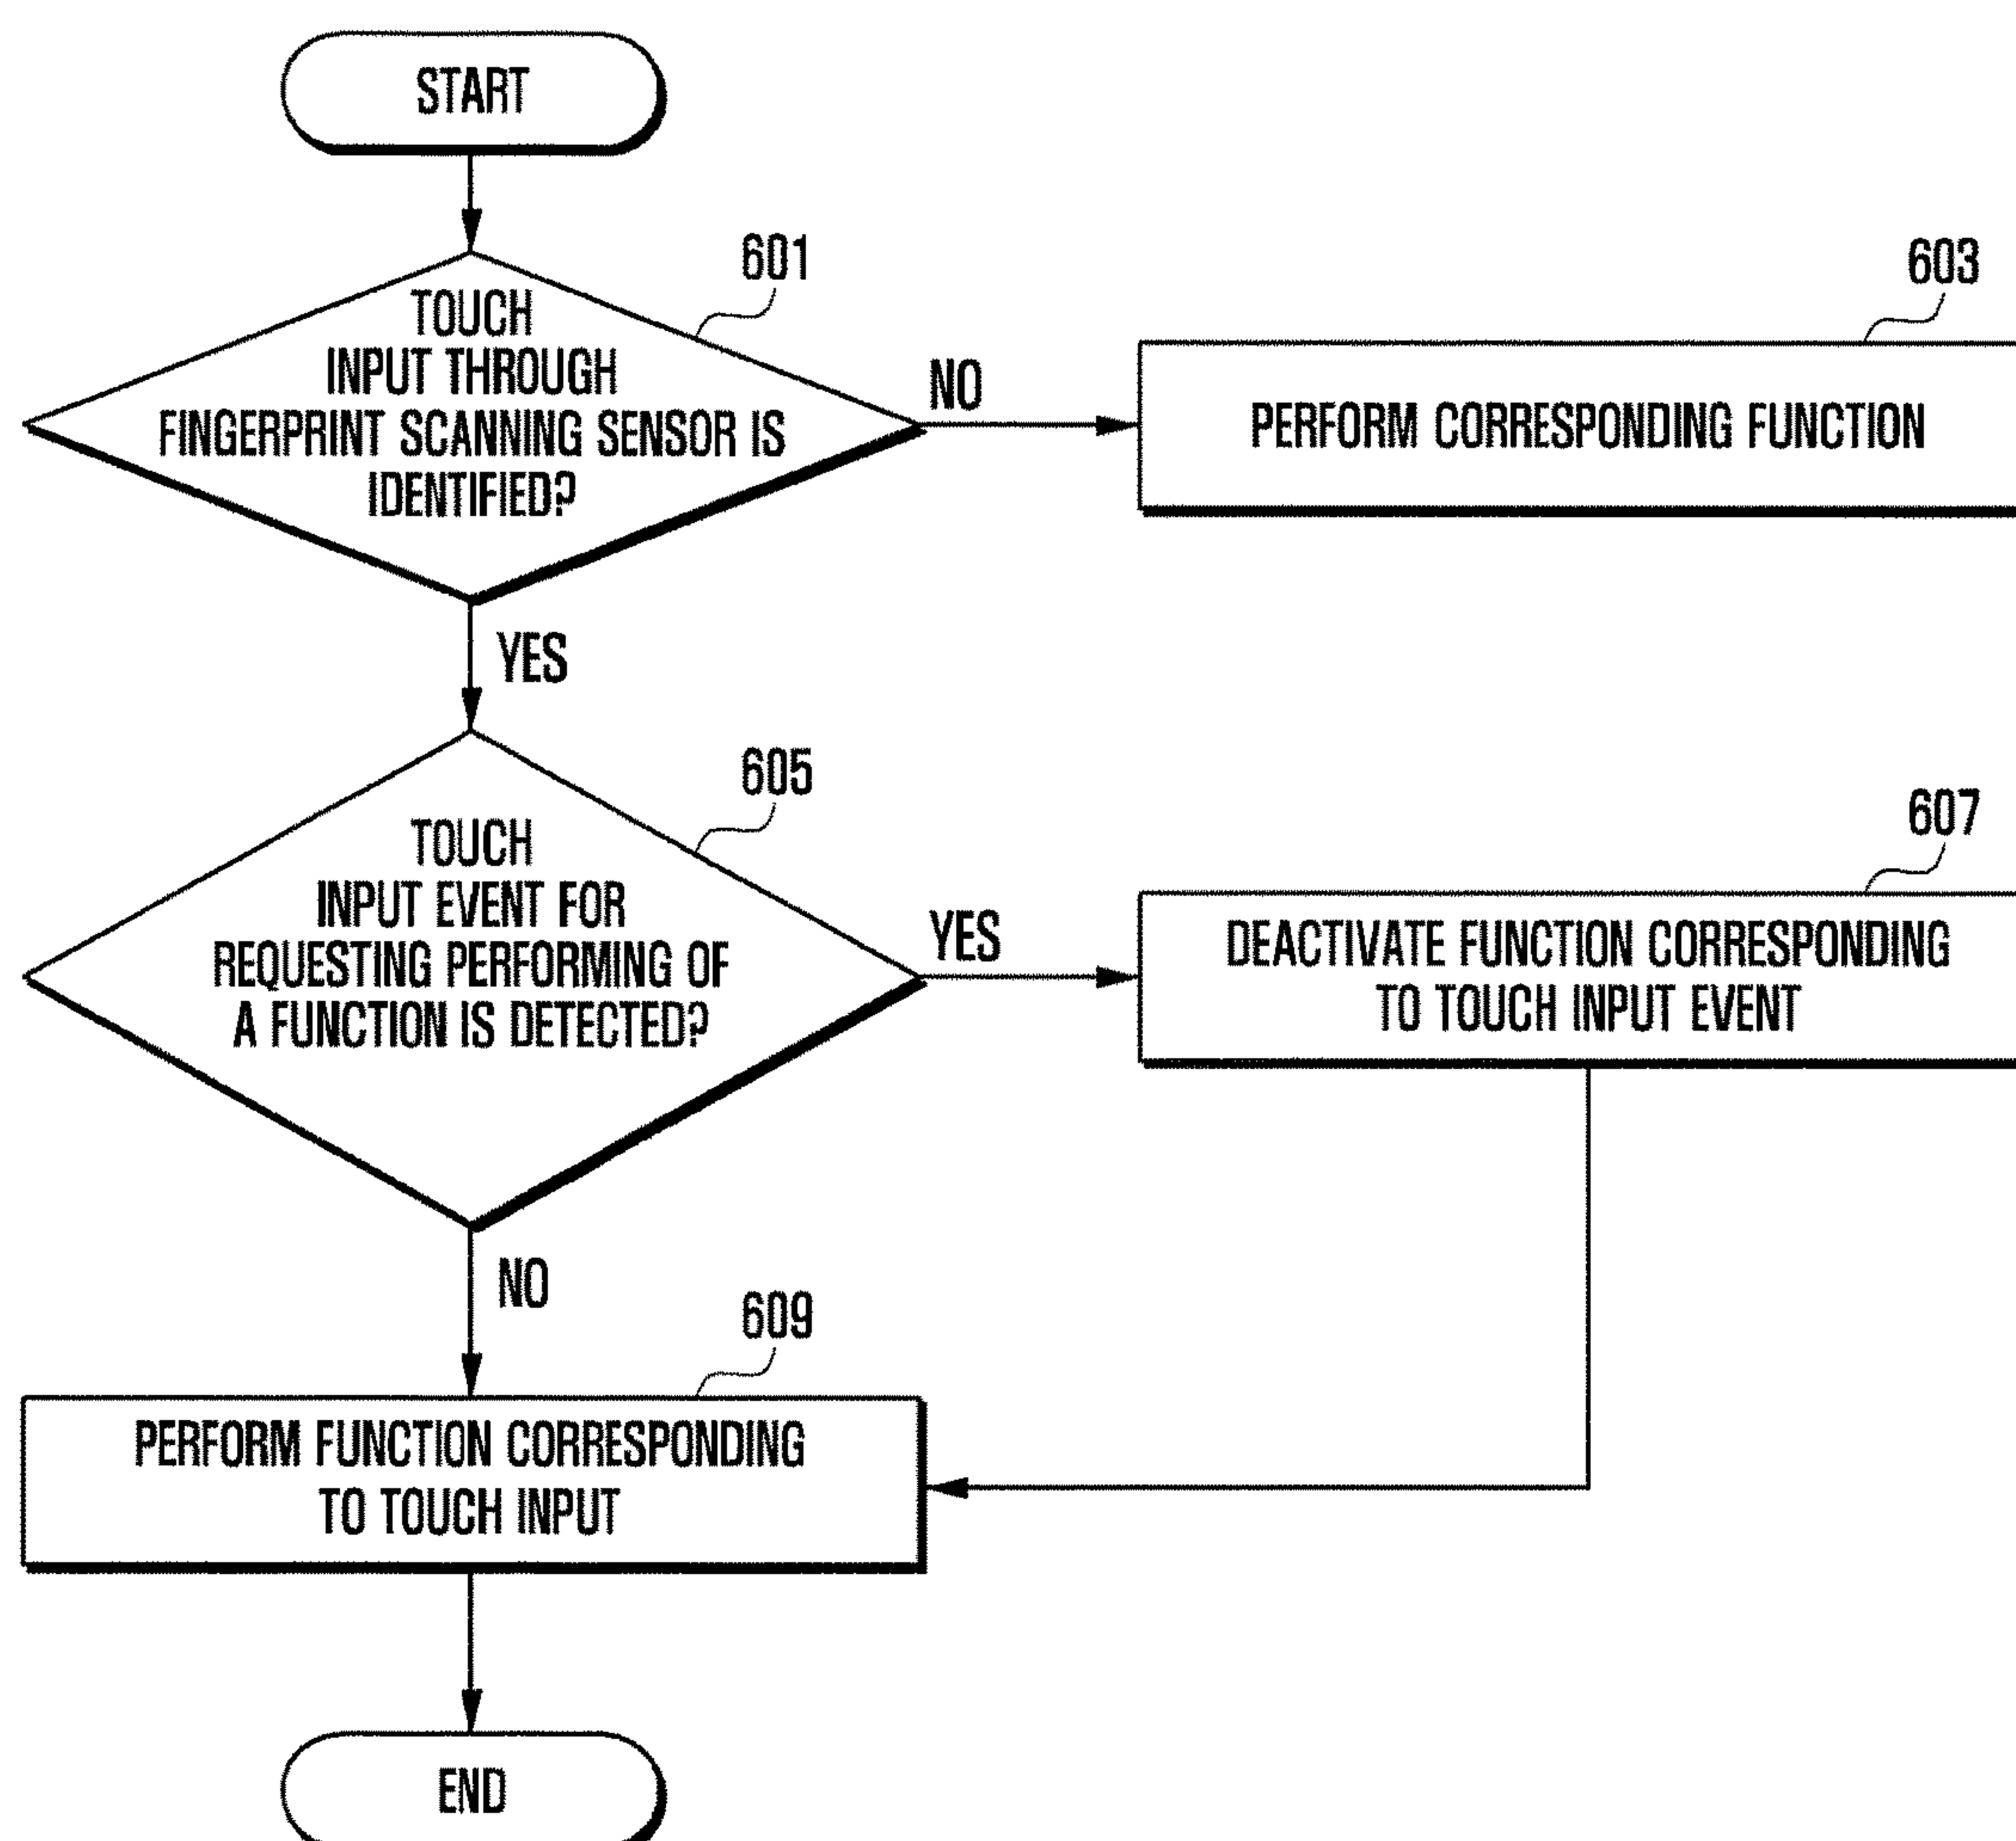 START
601
TOUCH
INPUT THROUGH
FINGERPRINT SCANNING SENSOR IS
IDENTIFIED?
NO
603
PERFORM CORRESPONDING FUNCTION
YES
605
TOUCH
INPUT EVENT FOR
REQUESTING PERFORMING OF
A FUNCTION IS DETECTED?
YES
607
DEACTIVATE FUNCTION CORRESPONDING
TO TOUCH INPUT EVENT
NO
609
PERFORM FUNCTION CORRESPONDING
TO TOUCH INPUT
END